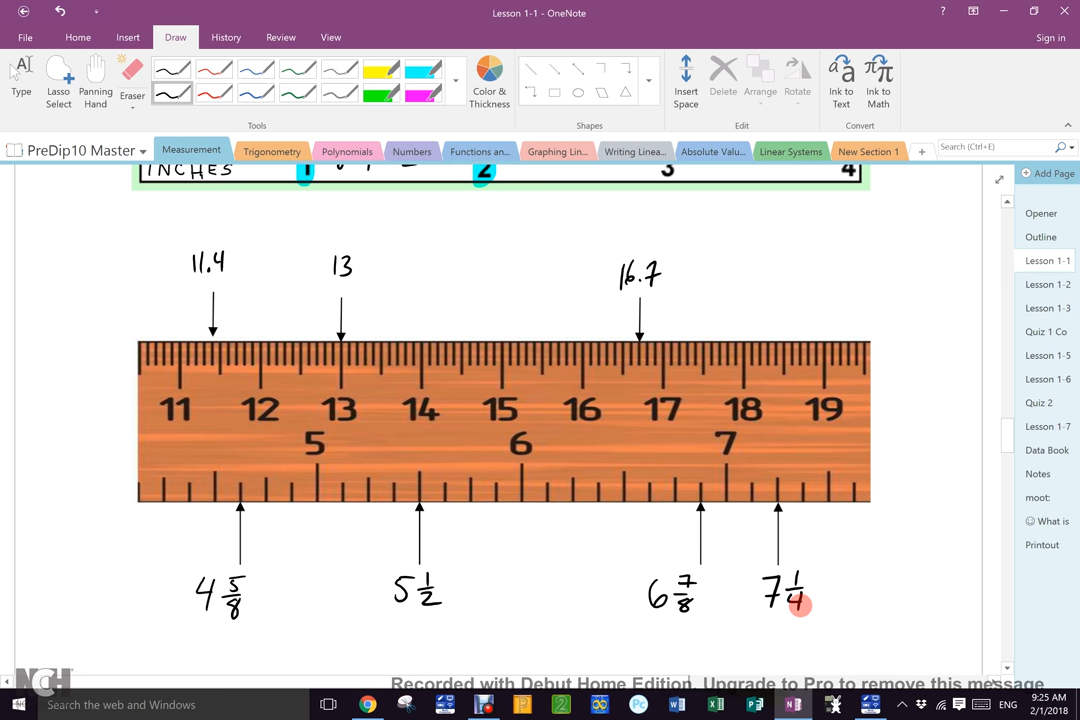 Lesson 1-1 - OneNote
?
File Home Insert Draw History Review View
Sign in
Type
Lasso Select
Panning Hand
Eraser
Color & Thickness
Insert Space
Delete
Arrange
Rotate
Ink to Text
Ink to Math
Tools
Shapes
Edit
Convert
PreDip10 Master
Measurement Trigonometry Polynomials Numbers Functions an... Graphing Lin... Writing Linea... Absolute Valu... Linear Systems New Section 1 +
Search (Ctrl+E)
Add Page
Opener
Outline
Lesson 1-1
Lesson 1-2
Lesson 1-3
Quiz 1 Co
Lesson 1-5
Lesson 1-6
Quiz 2
Lesson 1-7
Data Book
Notes
moot:
What is
Printout
INCHES 1 2 3 4
11.4 13 16.7
11 12 13 14 15 16 17 18 19
5 6 7
4 5/8 5 1/2 6 7/8 7 1/4
NCH
Recorded with Debut Home Edition. Upgrade to Pro to remove this message
Search the web and Windows
ENG
9:25 AM
2/1/2018